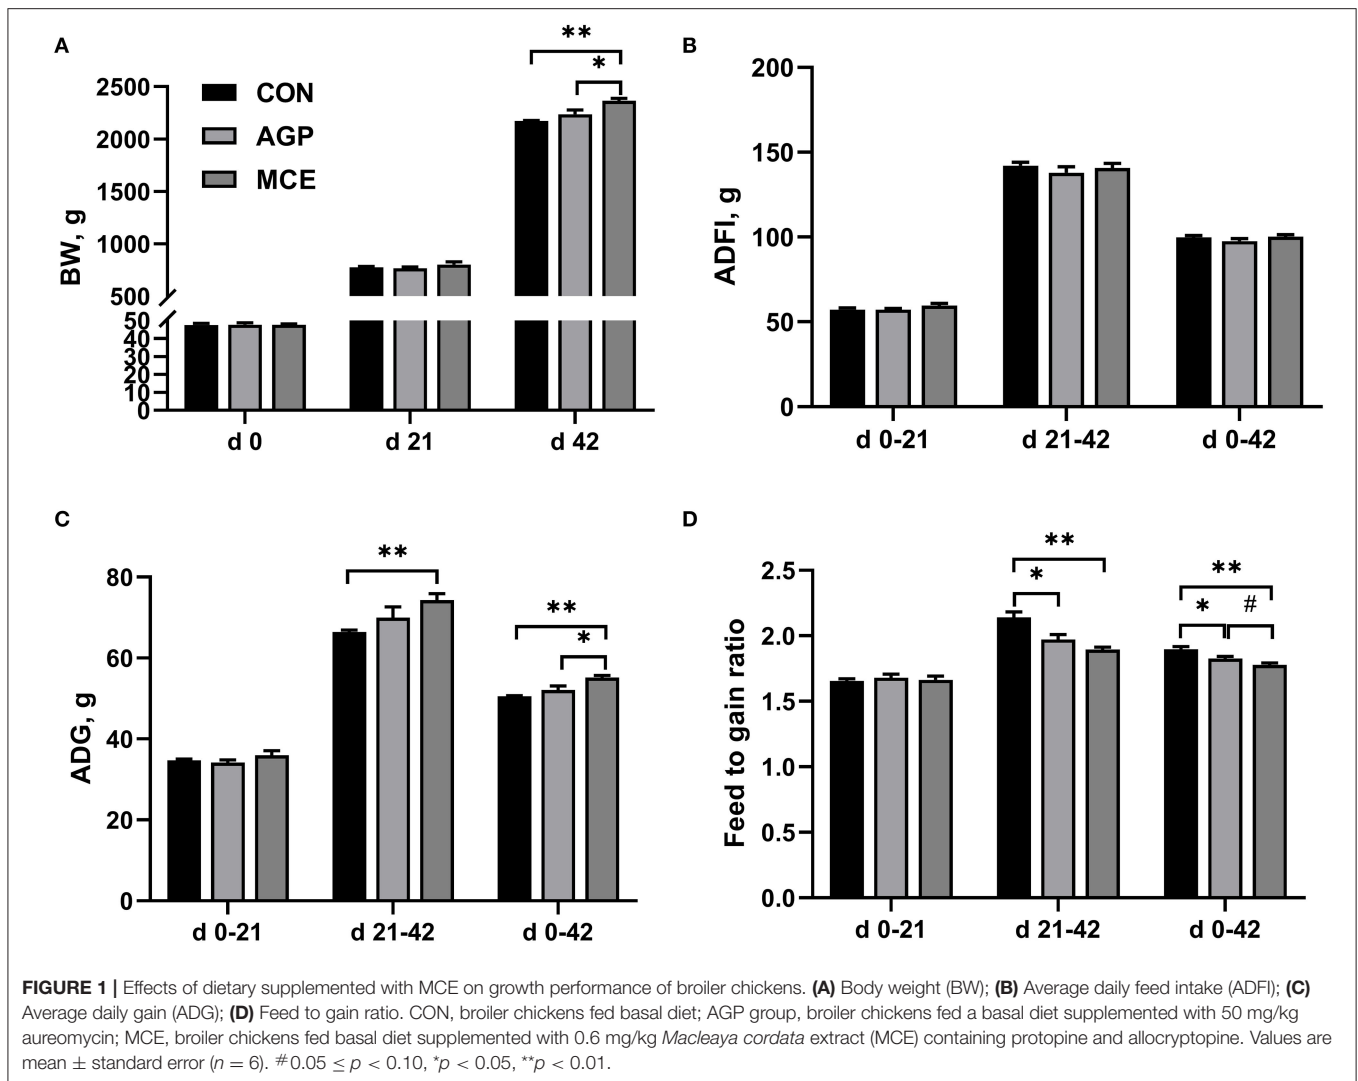 A
**
*
2500
2000
1500
1000
500
50
40
30
20
10
0
BW, g
CON
AGP
MCE
d 0
d 21
d 42
B
200
150
100
50
0
ADFI, g
d 0-21
d 21-42
d 0-42
C
**
**
*
80
60
40
20
0
ADG, g
d 0-21
d 21-42
d 0-42
D
**
*
**
*
#
2.5
2.0
1.5
1.0
0.5
0.0
Feed to gain ratio
d 0-21
d 21-42
d 0-42
FIGURE 1 | Effects of dietary supplemented with MCE on growth performance of broiler chickens. (A) Body weight (BW); (B) Average daily feed intake (ADFI); (C)
Average daily gain (ADG); (D) Feed to gain ratio. CON, broiler chickens fed basal diet; AGP group, broiler chickens fed a basal diet supplemented with 50 mg/kg
aureomycin; MCE, broiler chickens fed basal diet supplemented with 0.6 mg/kg Macleaya cordata extract (MCE) containing protopine and allocryptopine. Values are
mean ± standard error (n = 6). #0.05 ≤ p < 0.10, *p < 0.05, **p < 0.01.